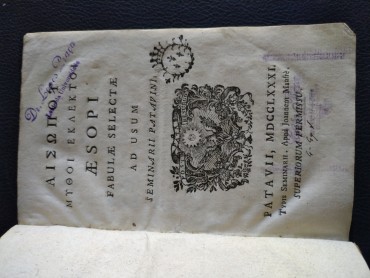 ΑΙΣΩΠΟΥ
ΜΥΘΟΙ ΕΚΛΕΚΤΟΙ
ÆSOPI
FABULÆ SELECTÆ
AD USUM
SEMINARII PATAVINI
PATAVII, MDCCLXXXI.
TYPIS SEMINARII. Apud Joannem Manfrè
SUPERIORUM PERMISSU